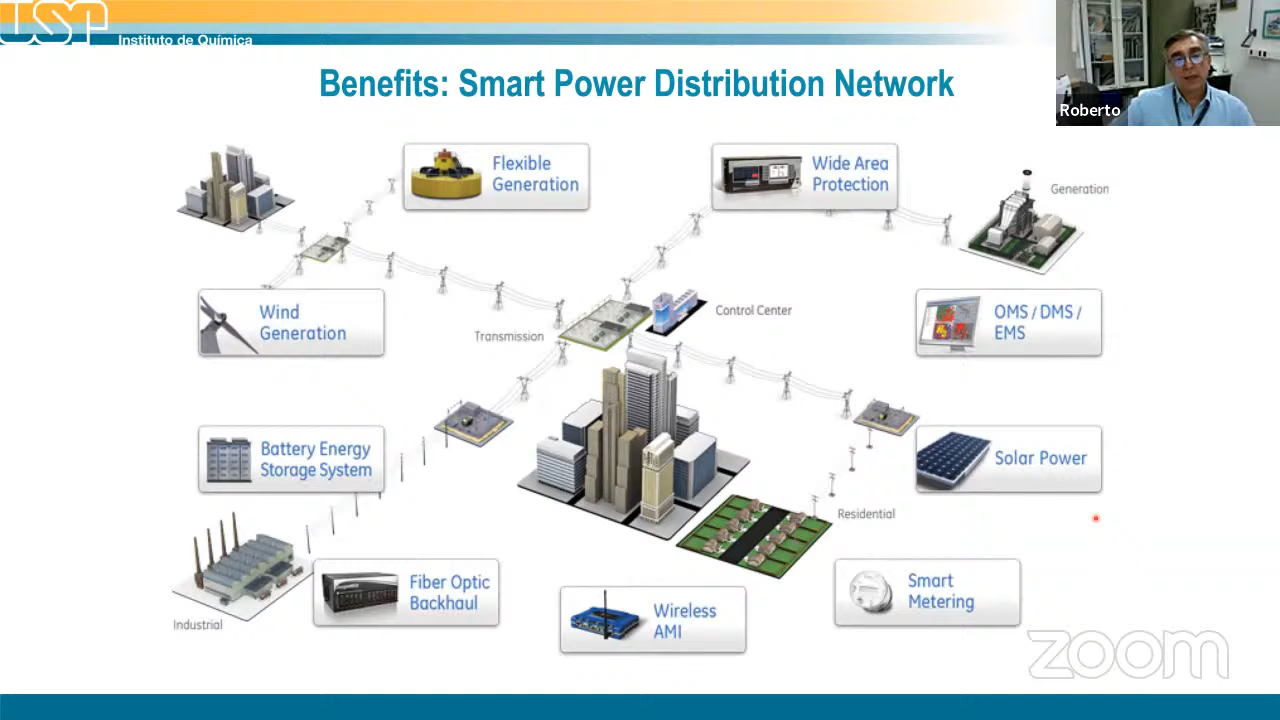 USP
Instituto de Química
Benefits: Smart Power Distribution Network
Roberto
Flexible
Generation
Wide Area
Protection
Generation
Wind
Generation
Transmission
Control Center
OMS / DMS /
EMS
Battery Energy
Storage System
Solar Power
Residential
Industrial
Fiber Optic
Backhaul
Wireless
AMI
Smart
Metering
zoom